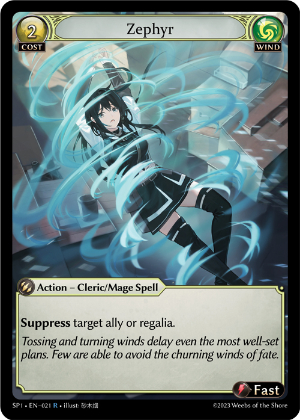 2
COST
Zephyr
WIND
Action – Cleric/Mage Spell
Suppress target ally or regalia.
Tossing and turning winds delay even the most well-set
plans. Few are able to avoid the churning winds of fate.
Fast
SP1 • EN-021 R • illust:
©2023 Weebs of the Shore